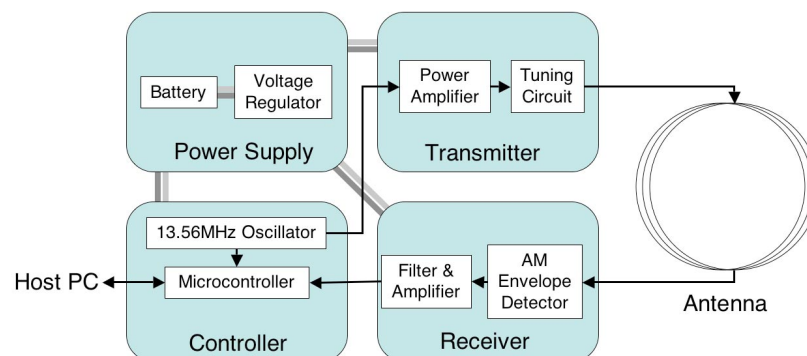 Battery
Voltage
Regulator
Power Supply
Power
Amplifier
Tuning
Circuit
Transmitter
13.56MHz Oscillator
Microcontroller
Host PC
Controller
Filter &
Amplifier
AM
Envelope
Detector
Receiver
Antenna